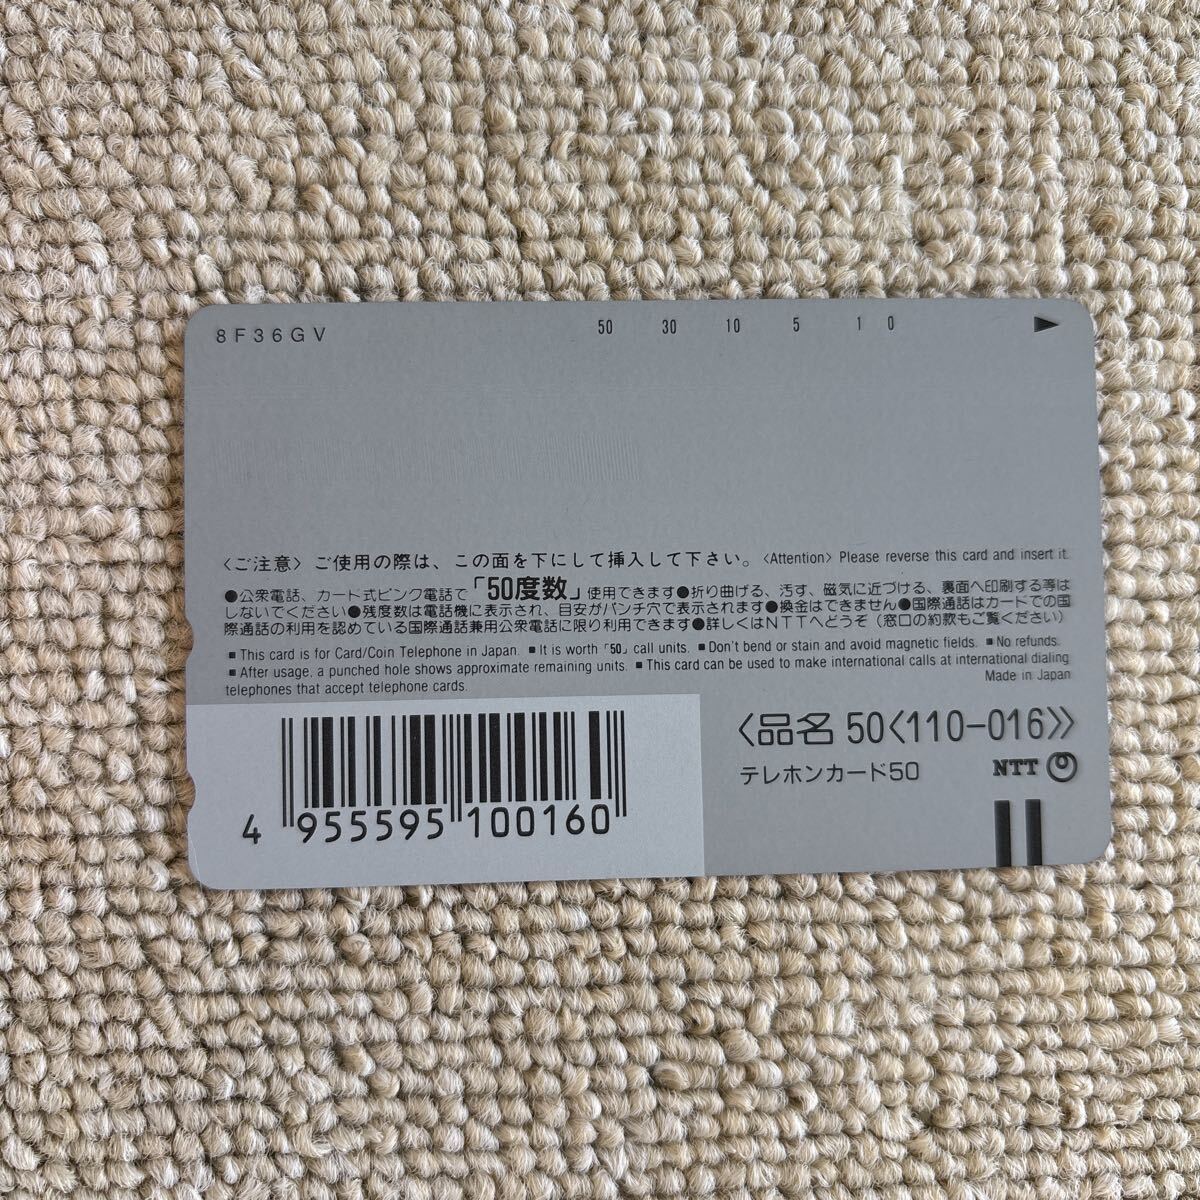 8F36GV 50 30 10 5 1 0
〈ご注意〉ご使用の際は、この面を下にして挿入して下さい。〈Attention〉Please reverse this card and insert it.
●公衆電話、カード式ピンク電話で「50度数」使用できます●折り曲げる、汚す、磁気に近づける、裏面へ印刷する等は
しないでください●残度数は電話機に表示され、目安がパンチ穴で表示されます●換金はできません●国際通話はカードでの国
際通話の利用を認めている国際通話兼用公衆電話に限り利用できます●詳しくはNTTへどうぞ(窓口の約款もご覧ください)
■This card is for Card/Coin Telephone in Japan. ■It is worth「50」call units. ■Don't bend or stain and avoid magnetic fields. ■No refunds.
■After usage, a punched hole shows approximate remaining units. ■This card can be used to make international calls at international dialing
telephones that accept telephone cards.
Made in Japan
〈品名 50〈110-016〉〉
テレホンカード50 NTT
4 955595 100160